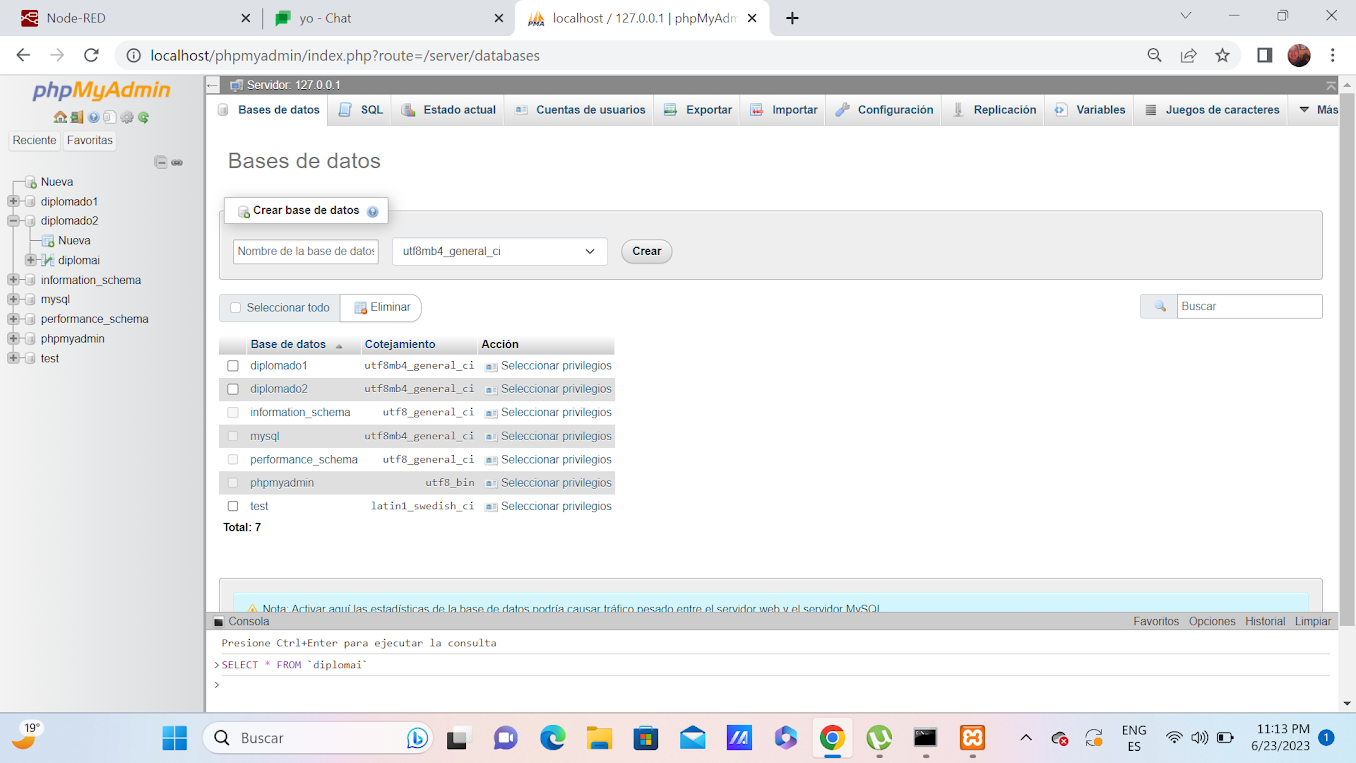 Node-RED
yo - Chat
localhost / 127.0.0.1 | phpMyAdm
localhost/phpmyadmin/index.php?route=/server/databases
phpMyAdmin
Reciente Favoritas
Nueva
diplomado1
diplomado2
Nueva
diplomai
information_schema
mysql
performance_schema
phpmyadmin
test
Servidor: 127.0.0.1
Bases de datos SQL Estado actual Cuentas de usuarios Exportar Importar Configuración Replicación Variables Juegos de caracteres Más
Bases de datos
Crear base de datos
Nombre de la base de datos utf8mb4_general_ci Crear
Seleccionar todo Eliminar Buscar
Base de datos Cotejamiento Acción
diplomado1 utf8mb4_general_ci Seleccionar privilegios
diplomado2 utf8mb4_general_ci Seleccionar privilegios
information_schema utf8_general_ci Seleccionar privilegios
mysql utf8mb4_general_ci Seleccionar privilegios
performance_schema utf8_general_ci Seleccionar privilegios
phpmyadmin utf8_bin Seleccionar privilegios
test latin1_swedish_ci Seleccionar privilegios
Total: 7
Nota: Activar aquí las estadísticas de la base de datos podría causar tráfico pesado entre el servidor web y el servidor MySQL
Consola Favoritos Opciones Historial Limpiar
Presione Ctrl+Enter para ejecutar la consulta
>SELECT * FROM `diplomai`
>
19°
Buscar
ENG
ES
11:13 PM
6/23/2023
1